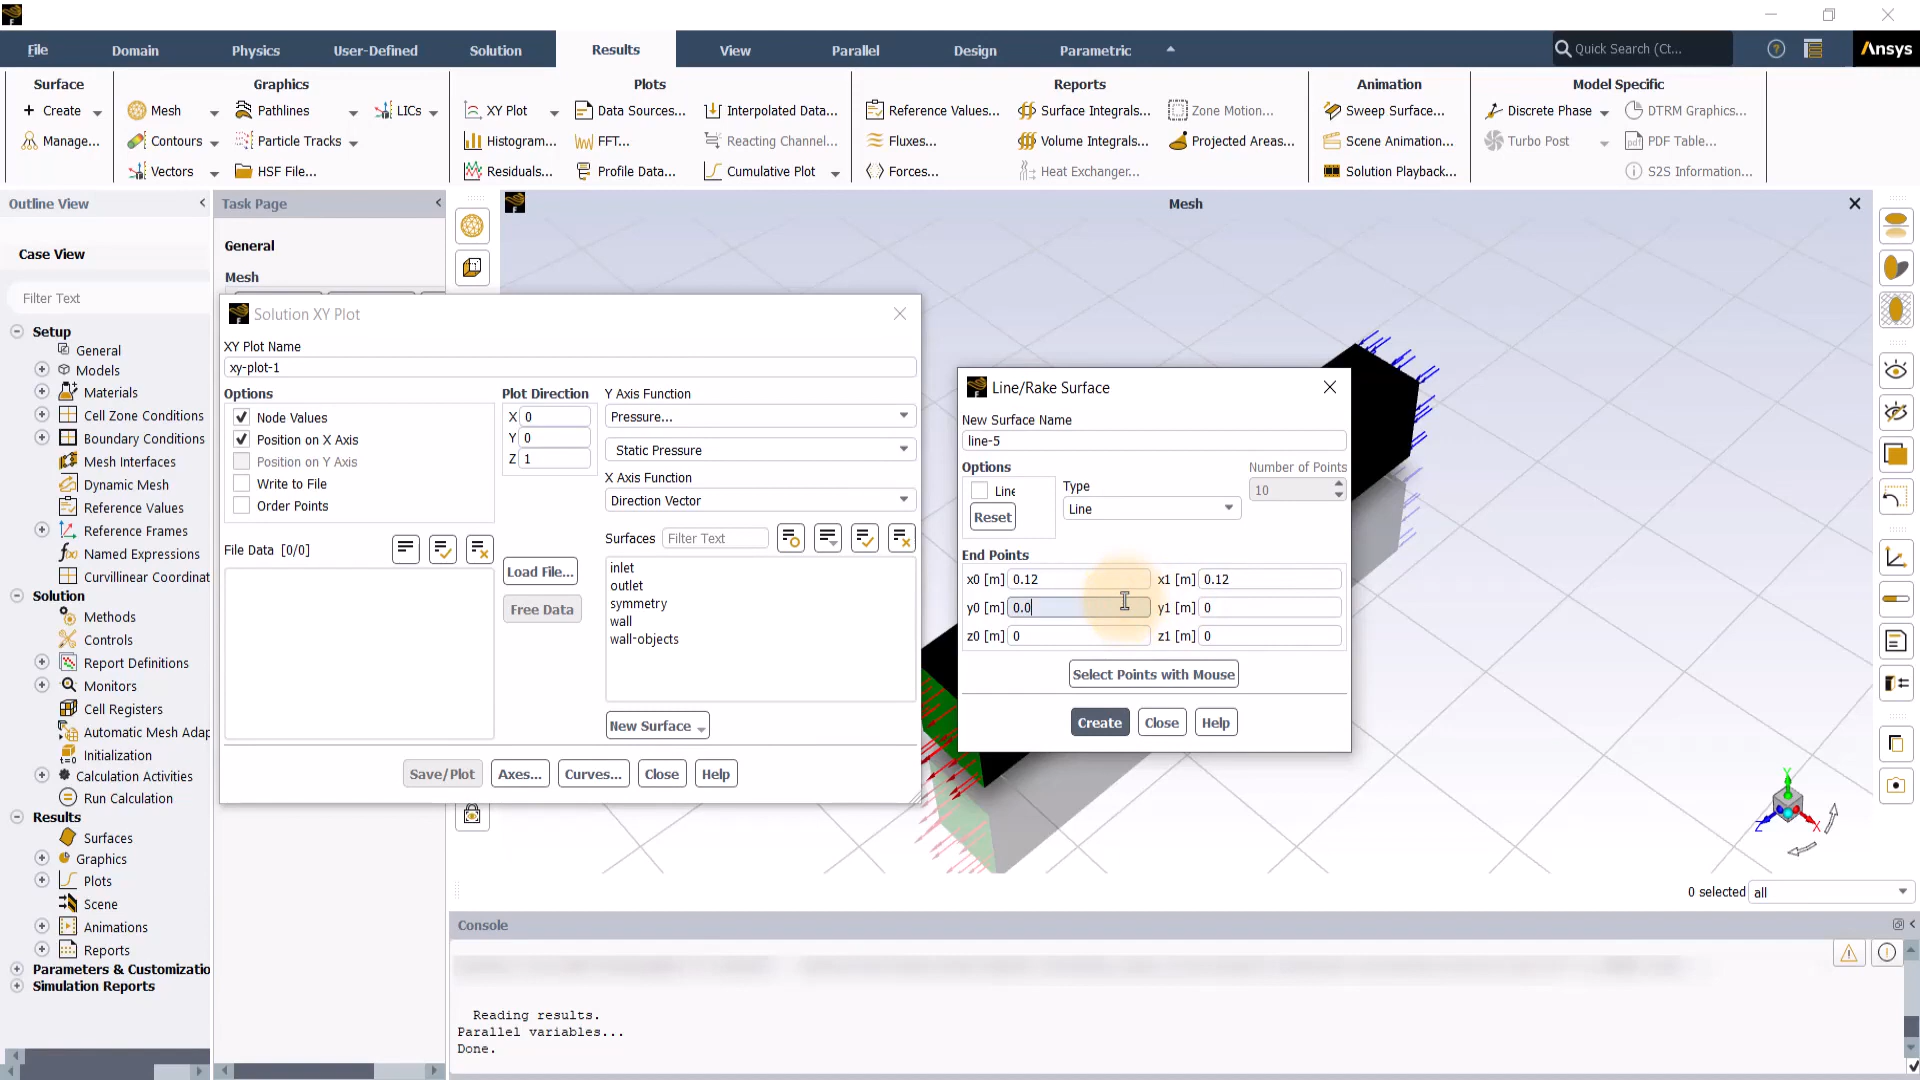 File
Domain
Physics
User-Defined
Solution
Results
View
Parallel
Design
Parametric
Quick Search (Ct...
Ansys
Surface
Graphics
Plots
Reports
Animation
Model Specific
+ Create
Mesh
Pathlines
LICs
XY Plot
Data Sources...
Interpolated Data...
Reference Values...
Surface Integrals...
Zone Motion...
Sweep Surface...
Discrete Phase
DTRM Graphics...
Manage...
Contours
Particle Tracks
Histogram...
FFT...
Reacting Channel...
Fluxes...
Volume Integrals...
Projected Areas...
Scene Animation...
Turbo Post
PDF Table...
Vectors
HSF File...
Residuals...
Profile Data...
Cumulative Plot
Forces...
Heat Exchanger...
Solution Playback...
S2S Information...
Outline View
Task Page
Mesh
Case View
Filter Text
Setup
General
Models
Materials
Cell Zone Conditions
Boundary Conditions
Mesh Interfaces
Dynamic Mesh
Reference Values
Reference Frames
Named Expressions
Curvillinear Coordinat
Solution
Methods
Controls
Report Definitions
Monitors
Cell Registers
Automatic Mesh Adap
Initialization
Calculation Activities
Run Calculation
Results
Surfaces
Graphics
Plots
Scene
Animations
Reports
Parameters & Customizatio
Simulation Reports
General
Mesh
Solution XY Plot
XY Plot Name
xy-plot-1
Options
Node Values
Position on X Axis
Position on Y Axis
Write to File
Order Points
Plot Direction
X 0
Y 0
Z 1
Y Axis Function
Pressure...
Static Pressure
X Axis Function
Direction Vector
File Data [0/0]
Load File...
Free Data
Surfaces
Filter Text
inlet
outlet
symmetry
wall
wall-objects
New Surface
Save/Plot
Axes...
Curves...
Close
Help
Line/Rake Surface
New Surface Name
line-5
Options
Line
Reset
Type
Line
Number of Points
10
End Points
x0 [m] 0.12
x1 [m] 0.12
y0 [m] 0.0
y1 [m] 0
z0 [m] 0
z1 [m] 0
Select Points with Mouse
Create
Close
Help
Y
Z
X
0 selected
all
Console
Reading results.
Parallel variables...
Done.